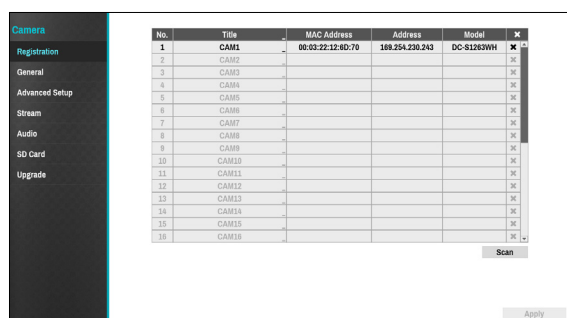 Camera
Registration
General
Advanced Setup
Stream
Audio
SD Card
Upgrade
No. Title MAC Address Address Model ✖
1 CAM1 00:03:22:12:6D:70 169.254.230.243 DC-S1263WH ✖
2 CAM2 ✖
3 CAM3 ✖
4 CAM4 ✖
5 CAM5 ✖
6 CAM6 ✖
7 CAM7 ✖
8 CAM8 ✖
9 CAM9 ✖
10 CAM10 ✖
11 CAM11 ✖
12 CAM12 ✖
13 CAM13 ✖
14 CAM14 ✖
15 CAM15 ✖
16 CAM16 ✖
Scan
Apply